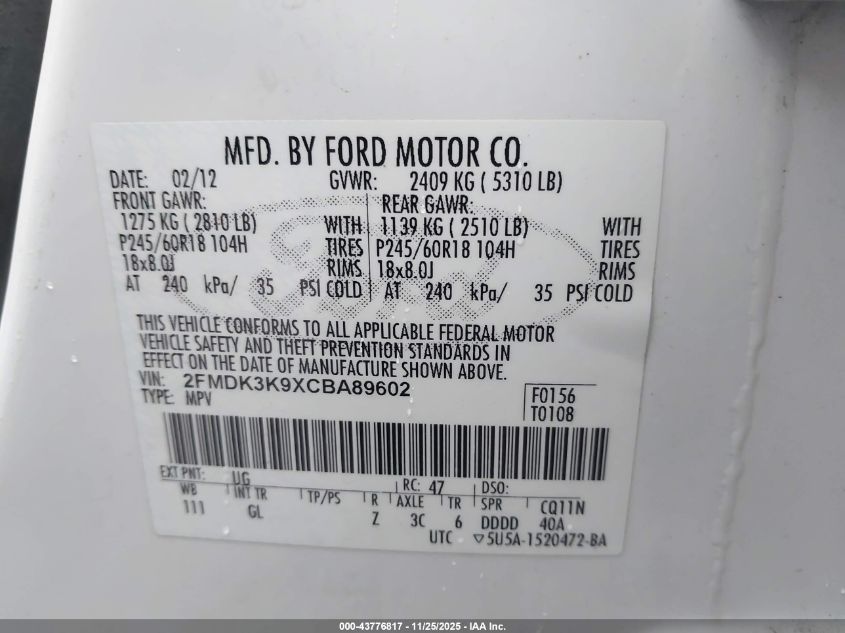 MFD. BY FORD MOTOR CO.
DATE: 02/12 GVWR: 2409 KG ( 5310 LB)
FRONT GAWR: REAR GAWR:
1275 KG ( 2810 LB) WITH 1139 KG ( 2510 LB) WITH
P245/60R18 104H TIRES P245/60R18 104H TIRES
18x8.0J RIMS 18x8.0J RIMS
AT 240 kPa/ 35 PSI COLD AT 240 kPa/ 35 PSI COLD
THIS VEHICLE CONFORMS TO ALL APPLICABLE FEDERAL MOTOR
VEHICLE SAFETY AND THEFT PREVENTION STANDARDS IN
EFFECT ON THE DATE OF MANUFACTURE SHOWN ABOVE.
VIN: 2FMDK3K9XCBA89602 F0156
TYPE: MPV T0108
EXT PNT: UG RC: 47 DSO:
WB INT TR TP/PS R AXLE TR SPR CQ11N
111 GL Z 3C 6 DDDD 40A
UTC ▽5U5A-1520472-BA
000-43776817 - 11/25/2025 - IAA Inc.